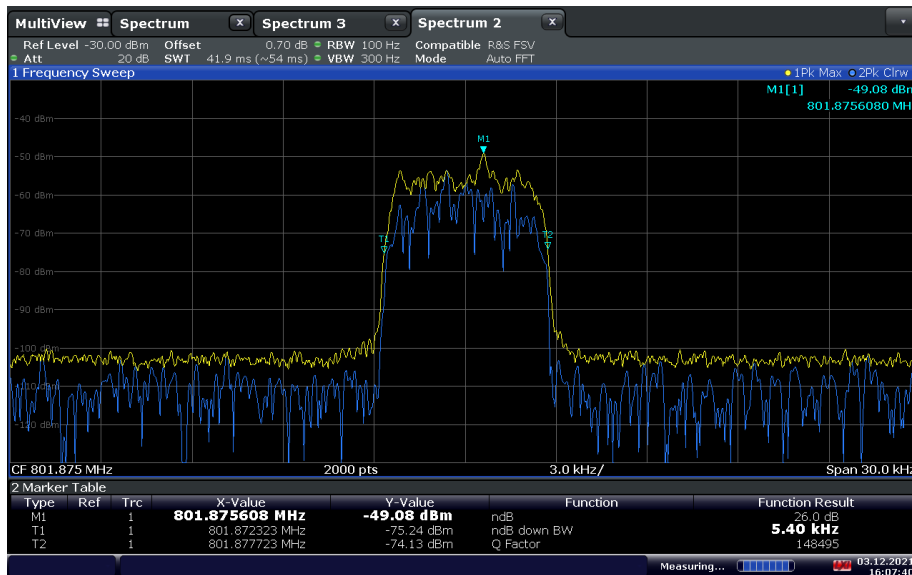 MultiView Spectrum X Spectrum 3 X Spectrum 2 X
Ref Level -30.00 dBm Offset 0.70 dB RBW 100 Hz Compatible R&S FSV
Att 20 dB SWT 41.9 ms (~54 ms) VBW 300 Hz Mode Auto FFT
1 Frequency Sweep 1Pk Max 2Pk Clrw
M1[1] -49.08 dBm
801.8756080 MH
-40 dBm
M1
-50 dBm
-60 dBm
-70 dBm
T1 T2
-80 dBm
-90 dBm
-100 dBm
-110 dBm
-120 dBm
CF 801.875 MHz 2000 pts 3.0 kHz/ Span 30.0 kHz
2 Marker Table
Type Ref Trc X-Value Y-Value Function Function Result
M1 1 801.875608 MHz -49.08 dBm ndB 26.0 dB
T1 1 801.872323 MHz -75.24 dBm ndB down BW 5.40 kHz
T2 1 801.877723 MHz -74.13 dBm Q Factor 148495
Measuring... 03.12.2021
16:07:40